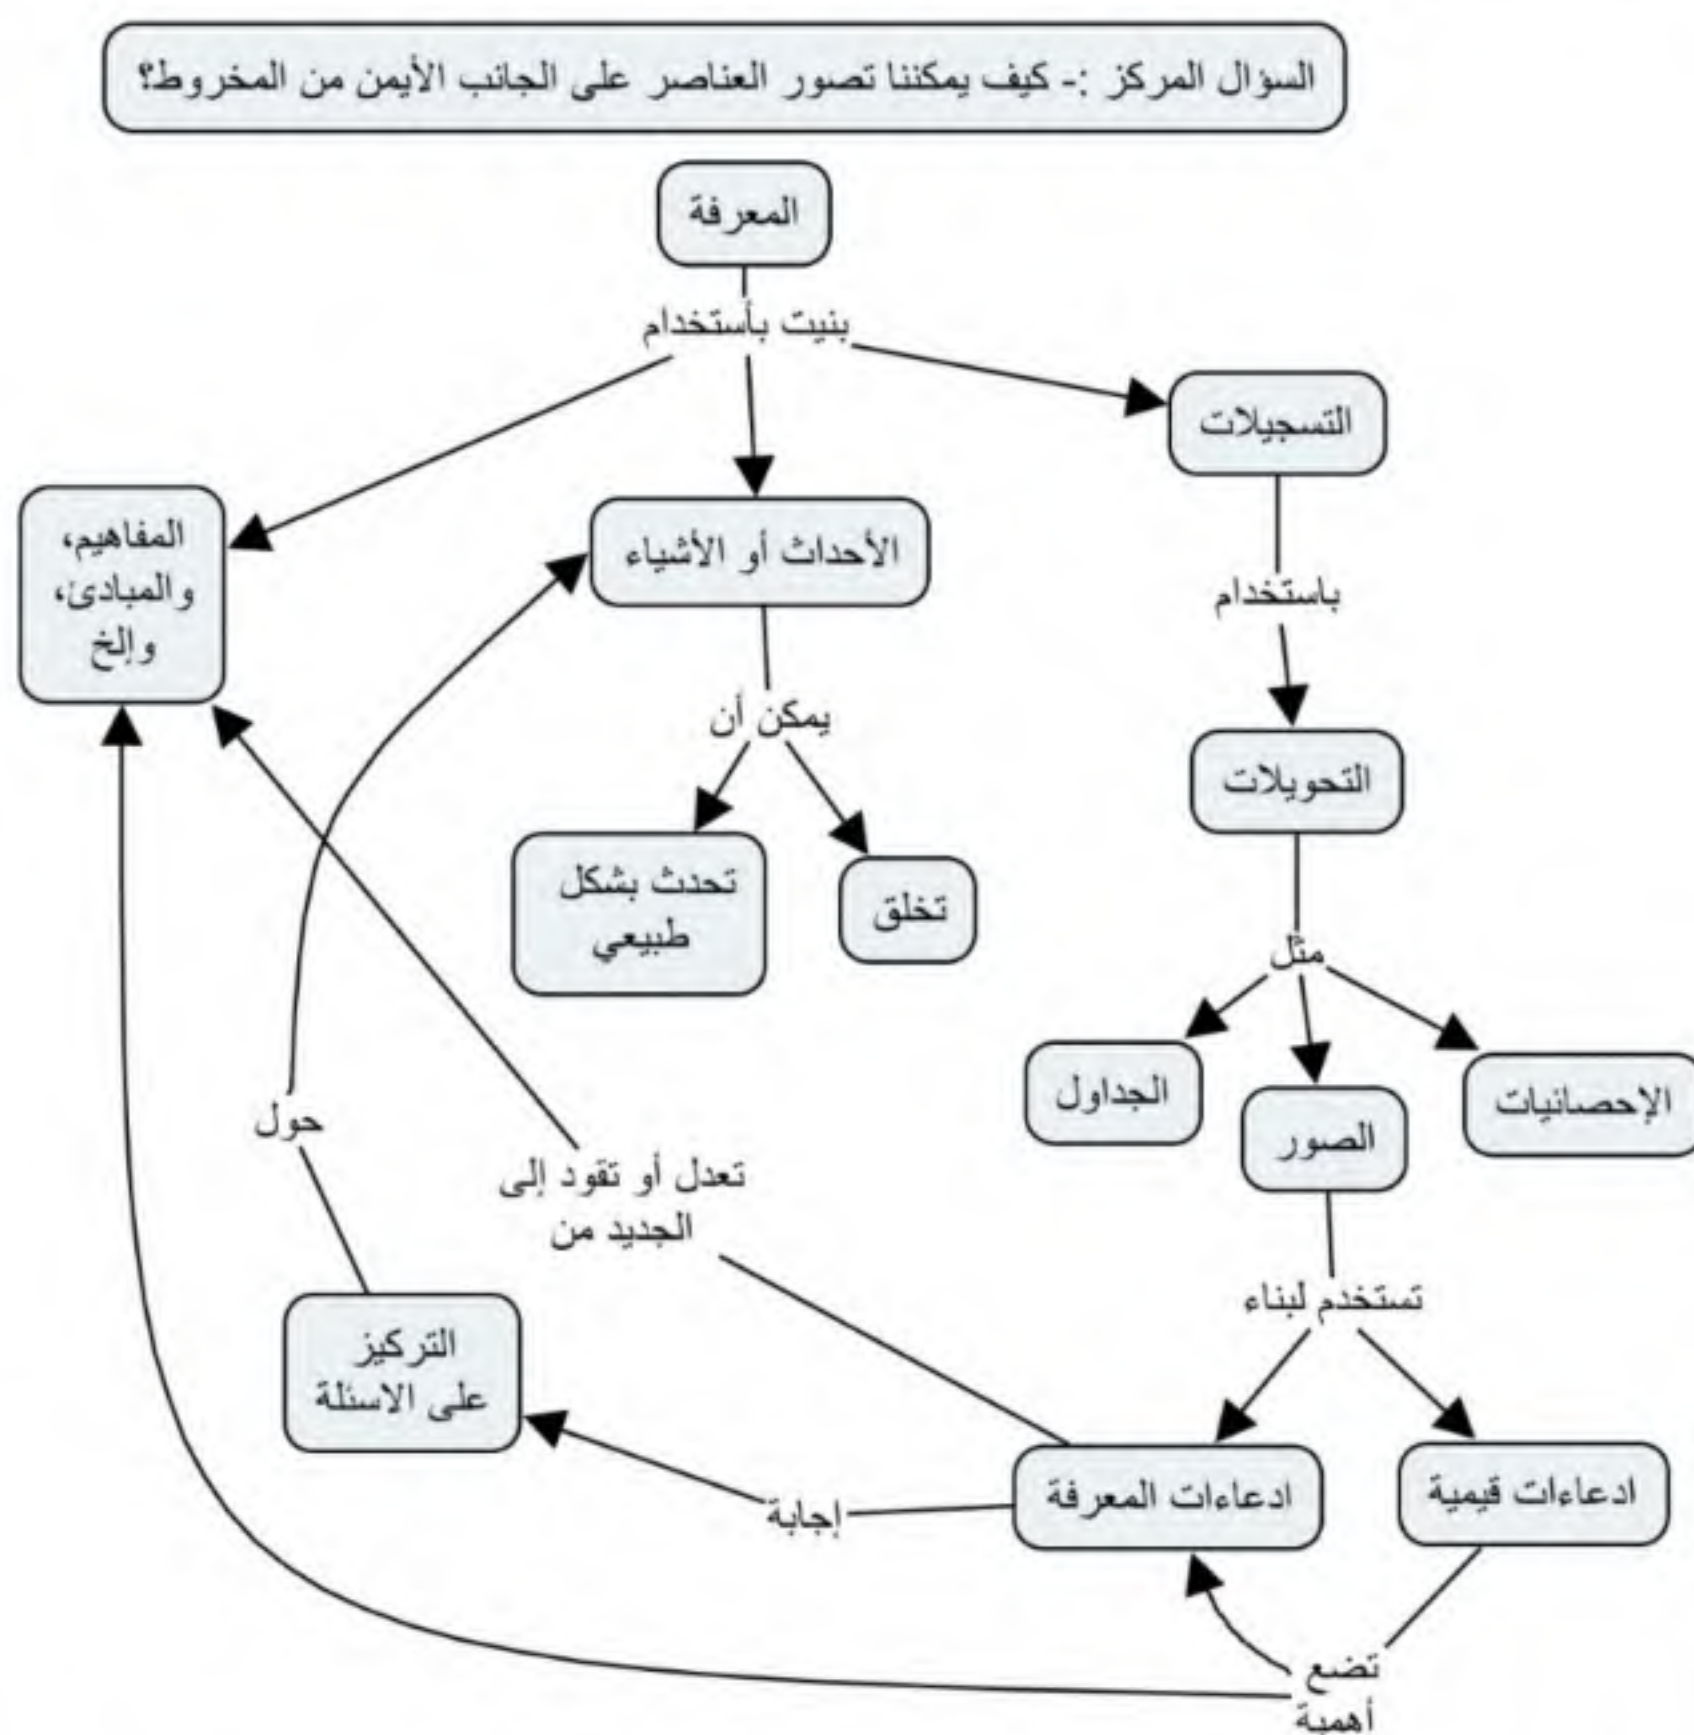 السؤال المركز :- كيف يمكننا تصور العناصر على الجانب الأيمن من المخروط؟
المعرفة
بنيت بأستخدام
التسجيلات
الأحداث أو الأشياء
المفاهيم،
والمبادئ،
وإلخ
باستخدام
يمكن أن
التحويلات
تخلق
تحدث بشكل
طبيعي
مثل
الإحصائيات
الصور
الجداول
حول
تعدل أو تقود إلى
الجديد من
تستخدم لبناء
التركيز
على الاسئلة
ادعاءات قيمية
ادعاءات المعرفة
إجابة
تضع
أهمية